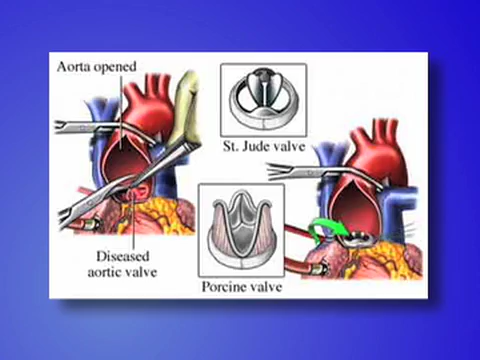 Aorta opened
St. Jude valve
Diseased
aortic valve
Porcine valve